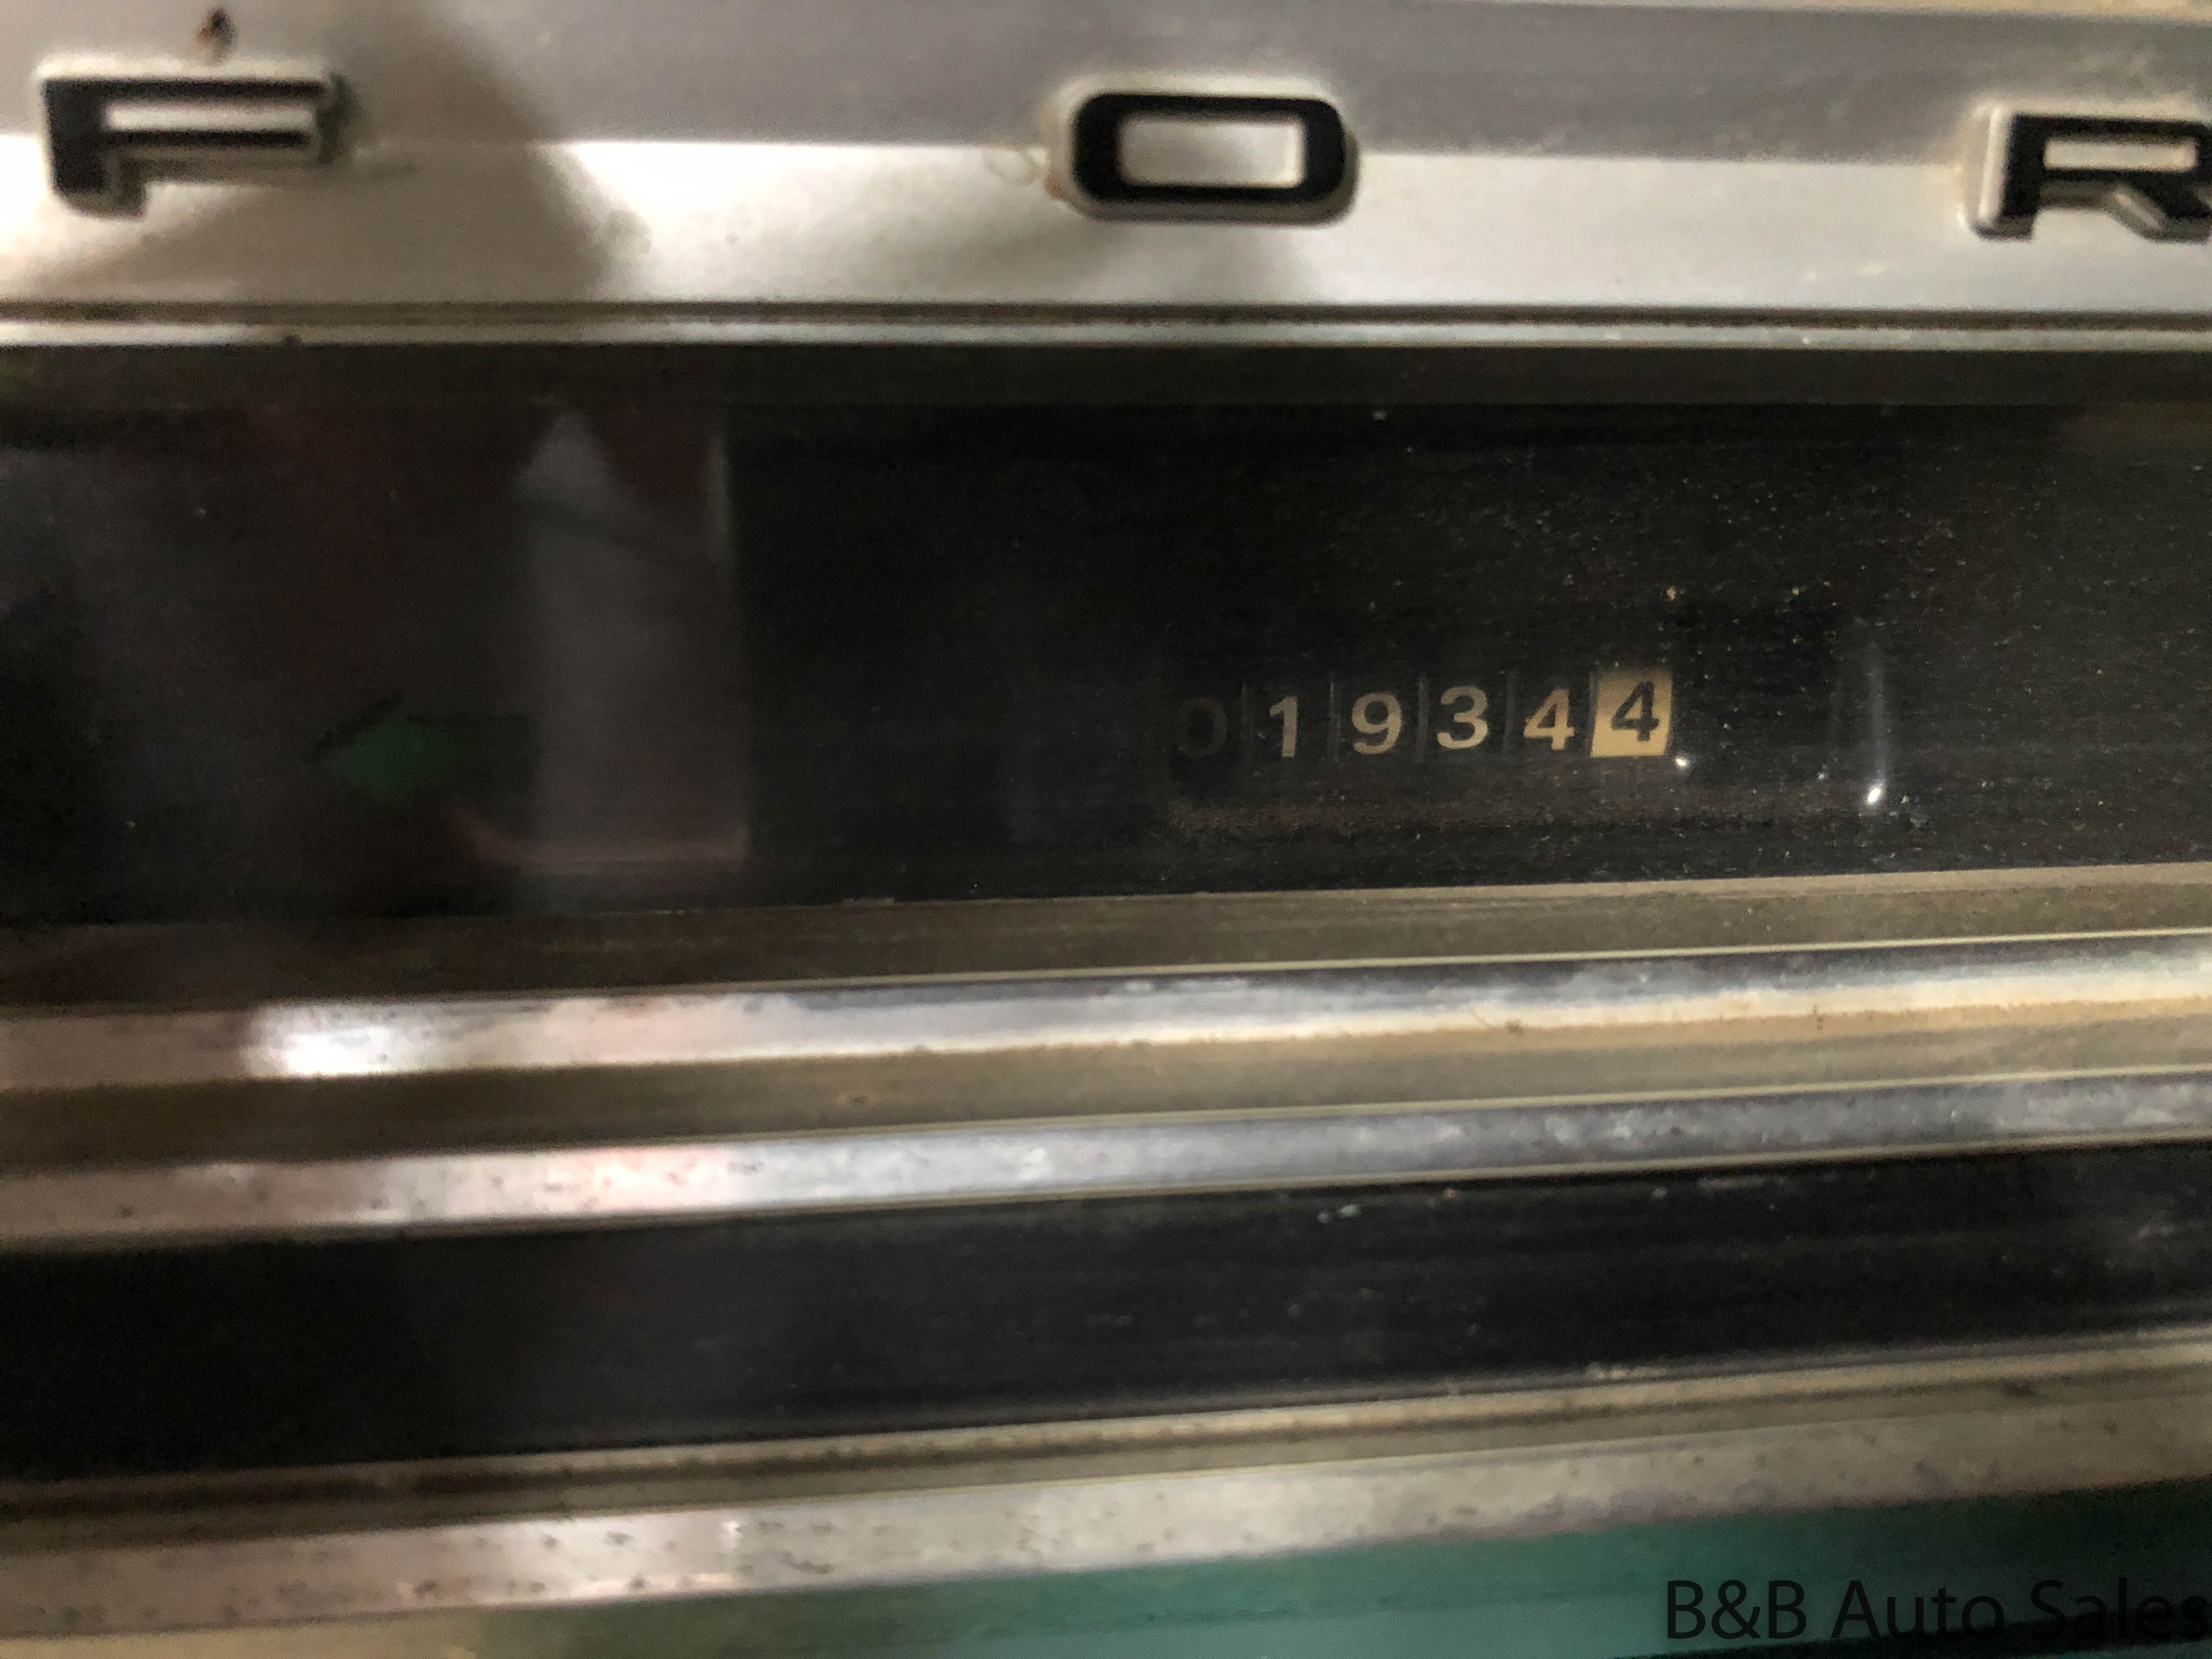 F O R
019344
B&B Auto Sales